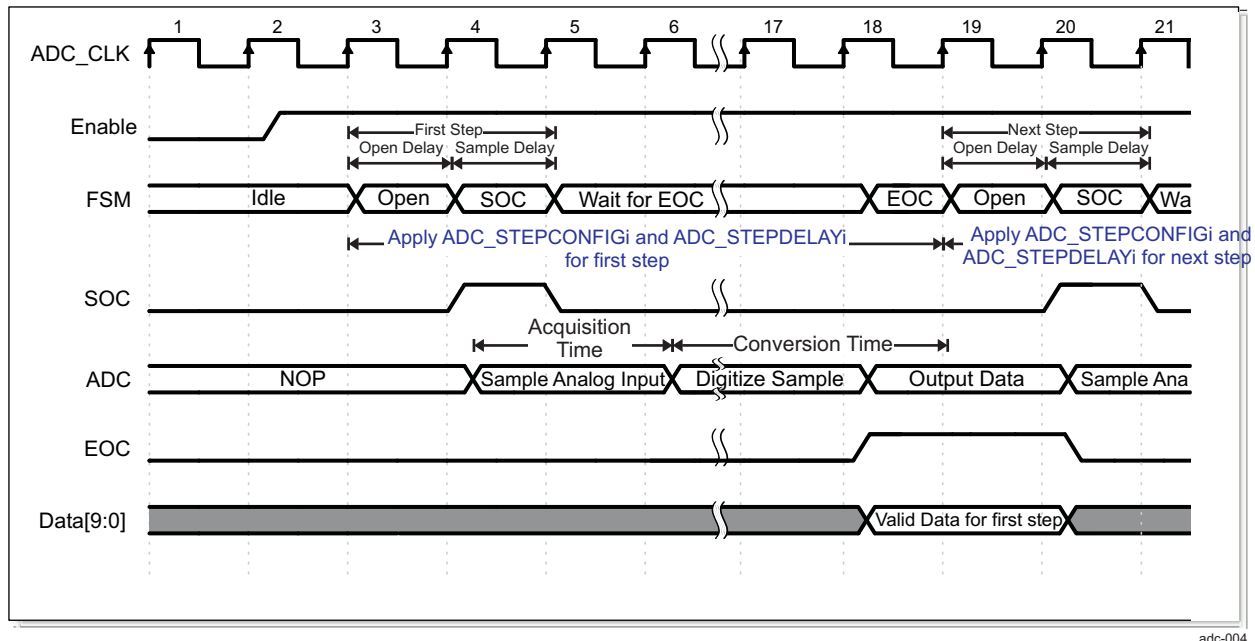 1 2 3 4 5 6 17 18 19 20 21
ADC_CLK
Enable
First Step
Next Step
Open Delay Sample Delay
Open Delay Sample Delay
FSM
Idle Open SOC Wait for EOC EOC Open SOC Wa
Apply ADC_STEPCONFIGi and ADC_STEPDELAYi
for first step
Apply ADC_STEPCONFIGi and
ADC_STEPDELAYi for next step
SOC
Acquisition
Time
Conversion Time
ADC
NOP Sample Analog Input Digitize Sample Output Data Sample Ana
EOC
Data[9:0]
Valid Data for first step
adc-004